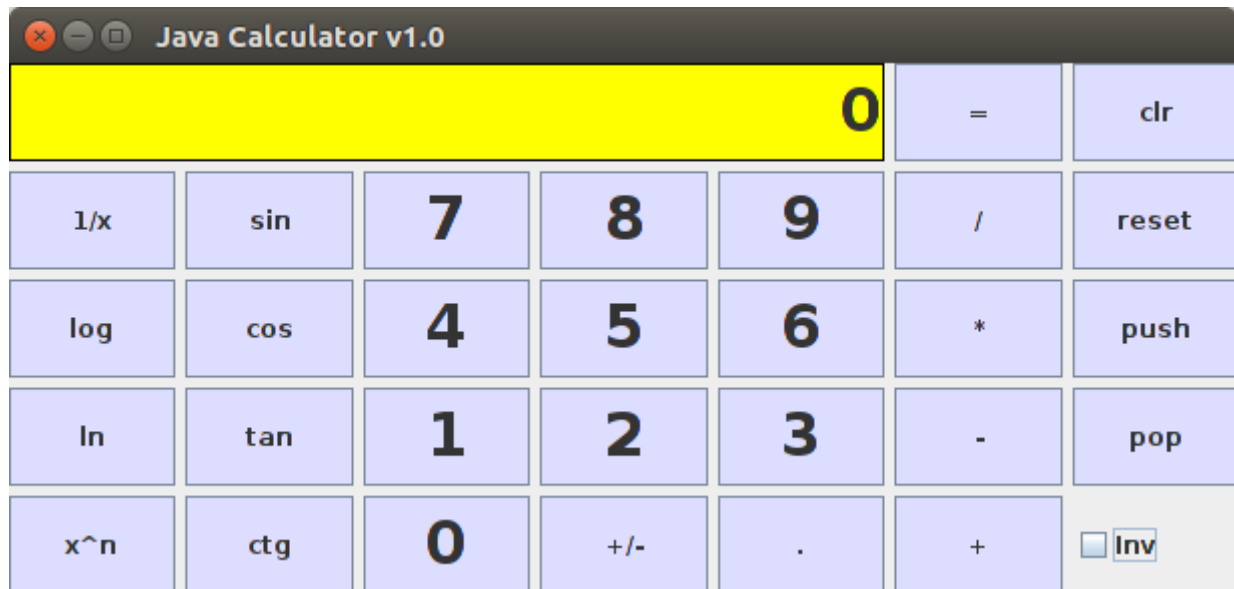 Java Calculator v1.0
0 = clr
1/x sin 7 8 9 / reset
log cos 4 5 6 * push
ln tan 1 2 3 - pop
x^n ctg 0 +/- . + Inv